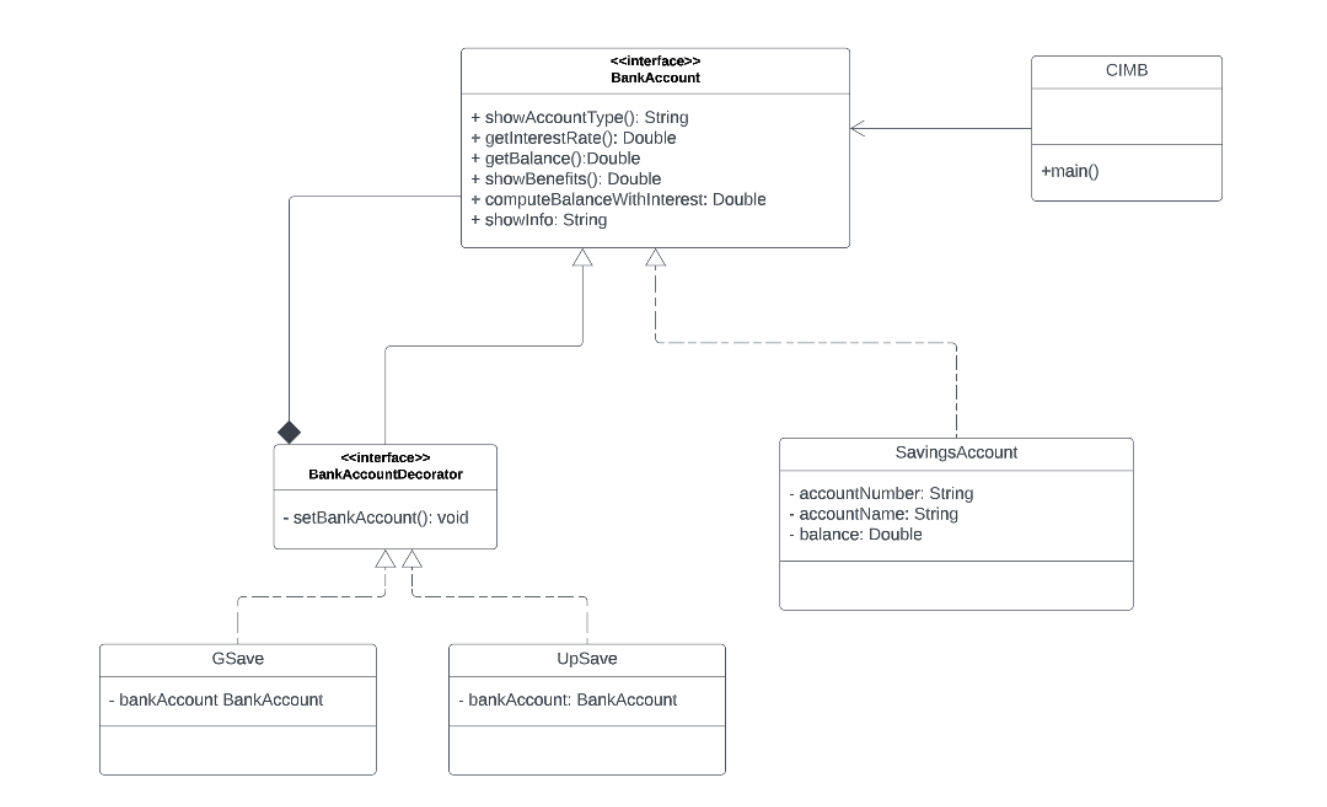 <<interface>>
BankAccount
+ showAccountType(): String
+ getInterestRate(): Double
+ getBalance():Double
+ showBenefits(): Double
+ computeBalanceWithInterest: Double
+ showInfo: String
CIMB
+main()
<<interface>>
BankAccountDecorator
- setBankAccount(): void
SavingsAccount
- accountNumber: String
- accountName: String
- balance: Double
GSave
- bankAccount BankAccount
UpSave
- bankAccount: BankAccount